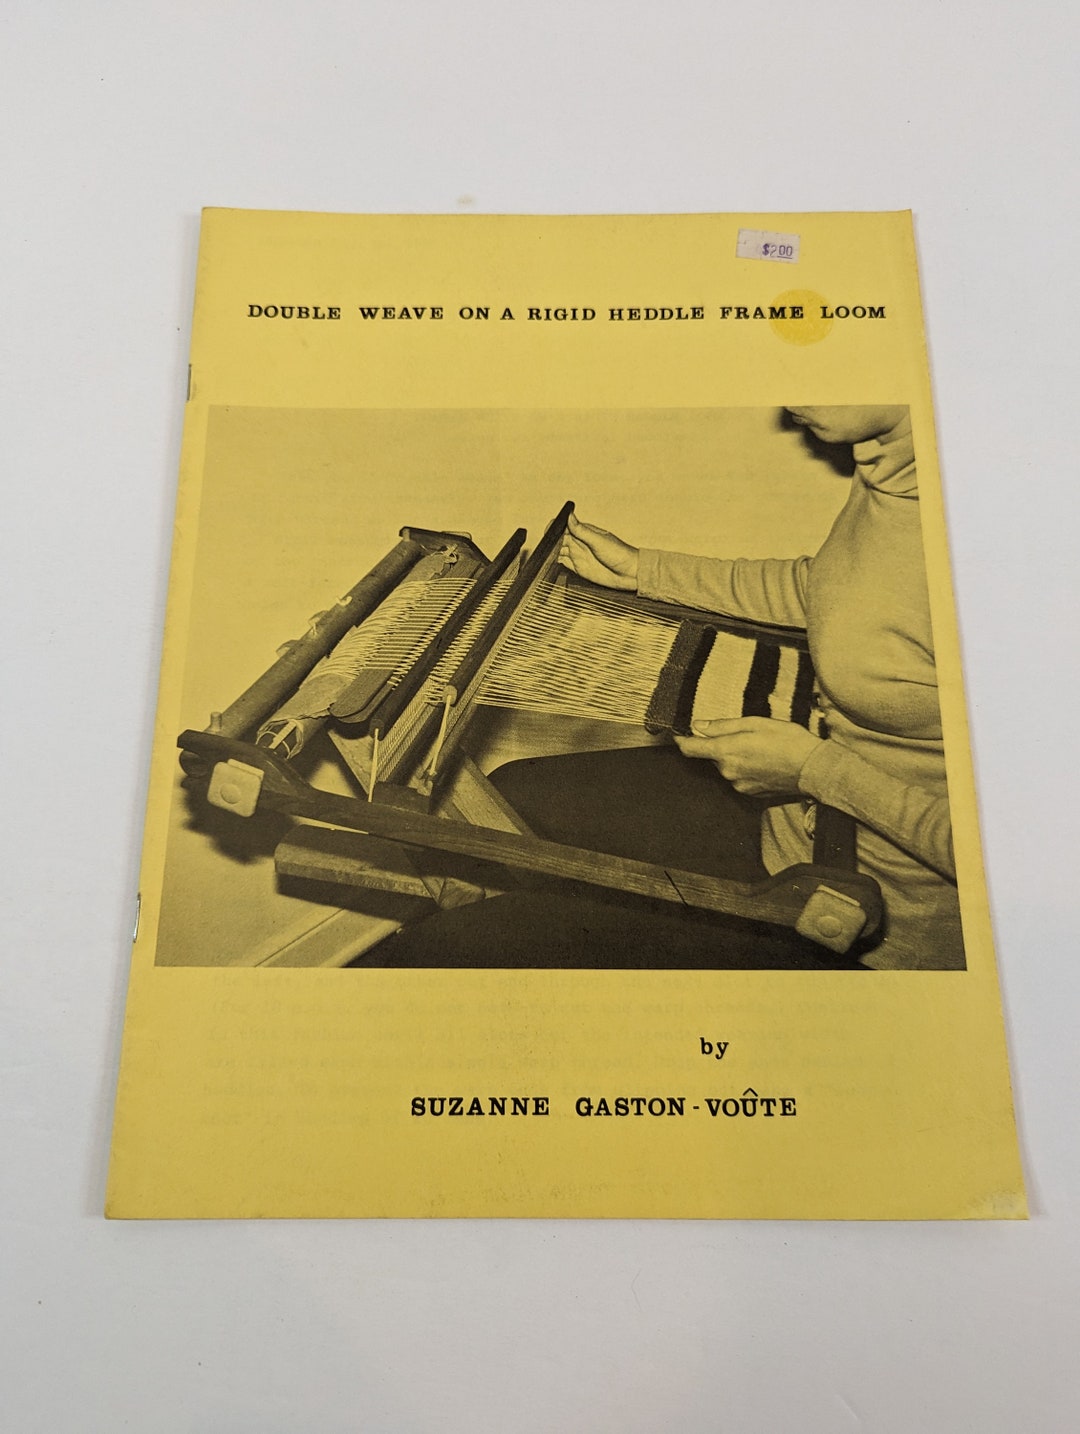 $2.00
DOUBLE WEAVE ON A RIGID HEDDLE FRAME LOOM
by
SUZANNE GASTON-VOÛTE